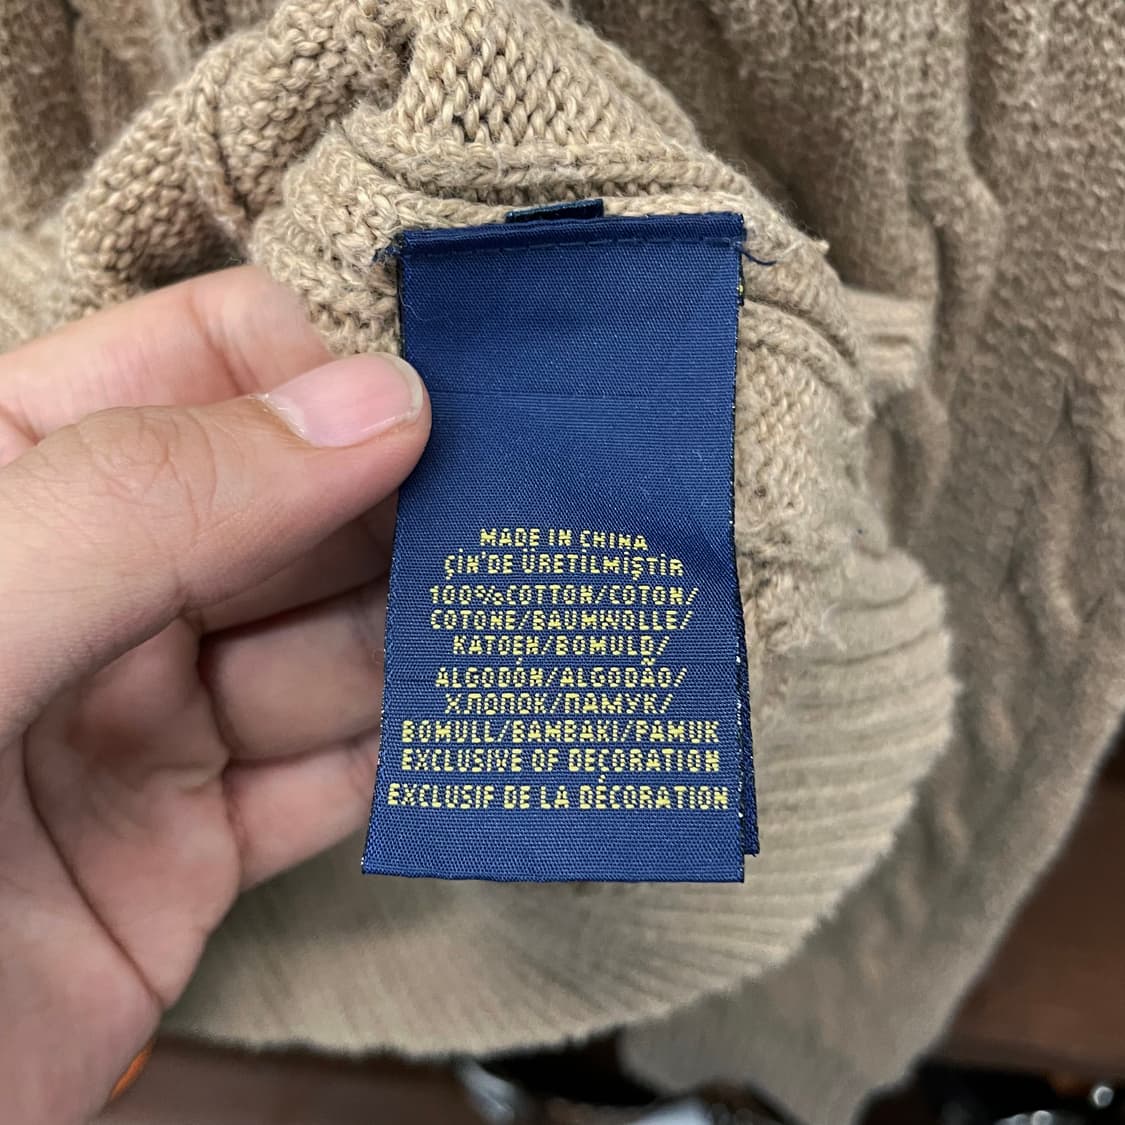 MADE IN CHINA
ÇİN'DE ÜRETİLMİŞTİR
100%COTTON/COTON/
COTONE/BAUMWOLLE/
KATOEN/BOMULD/
ALGODÓN/ALGODÃO/
ХЛОПОК/ПАМУК/
BOMULL/BAMBAKI/PAMUK
EXCLUSIVE OF DECORATION
EXCLUSIF DE LA DÉCORATION